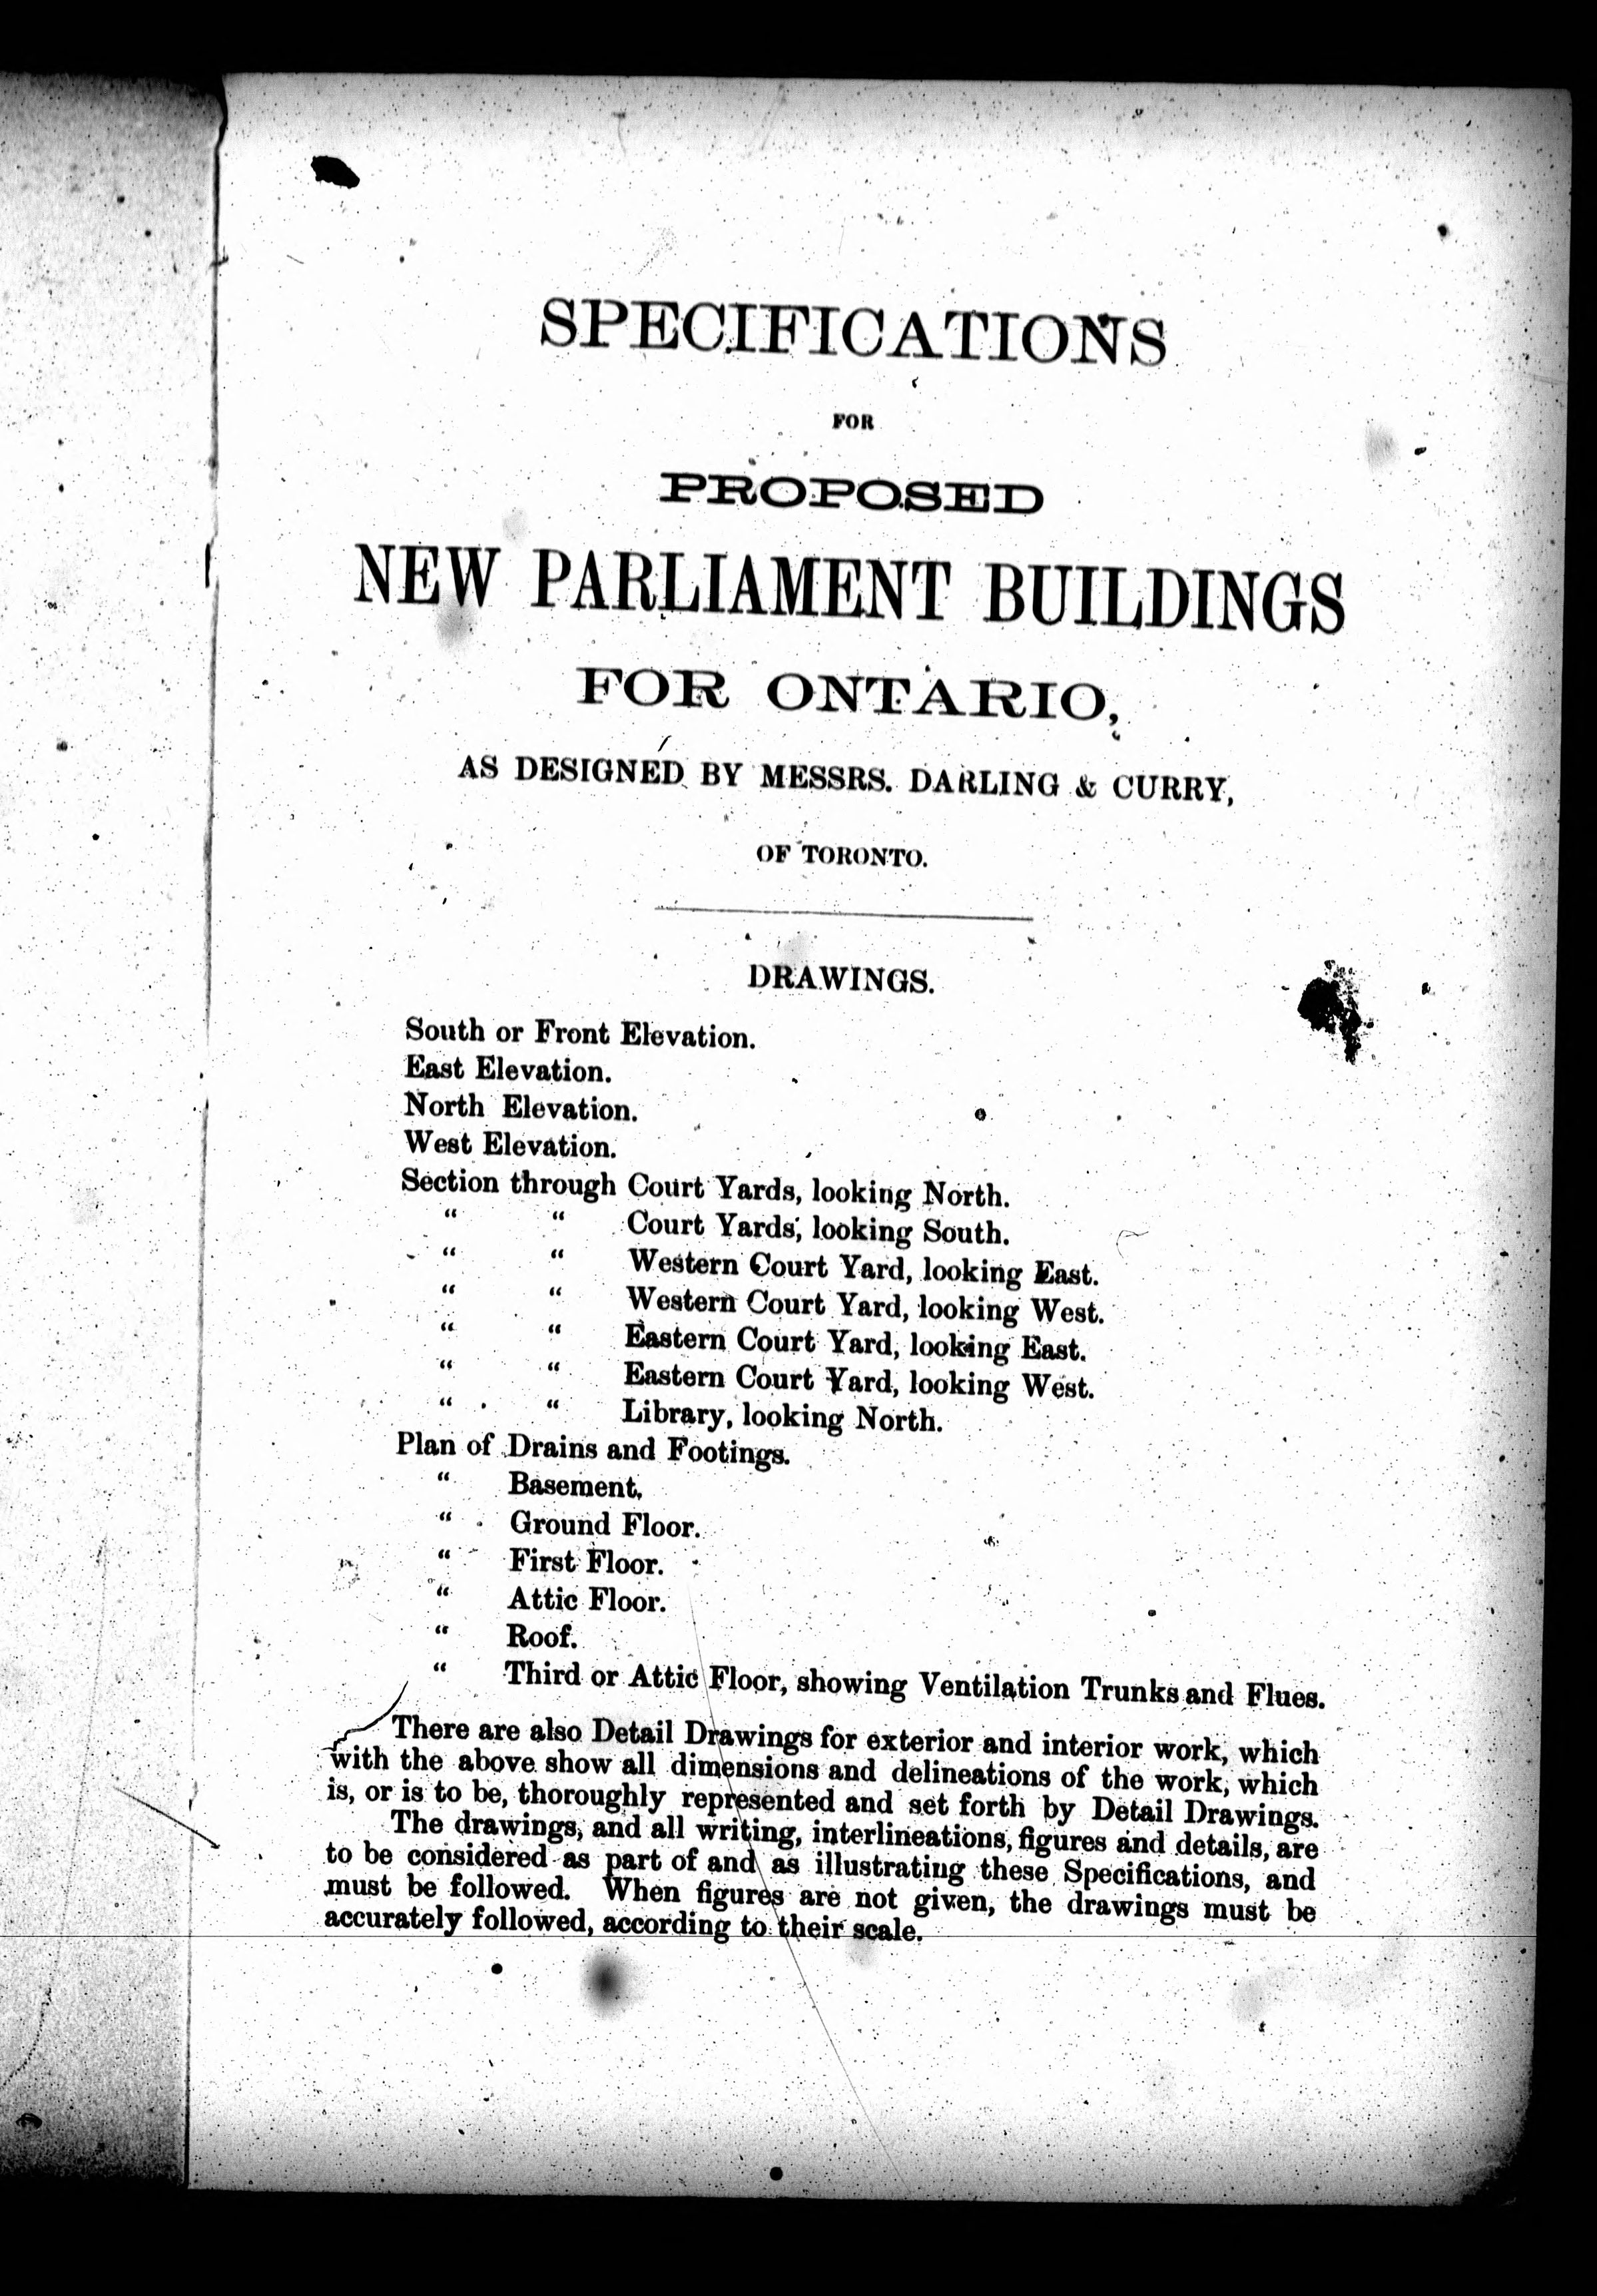 SPECIFICATIONS
FOR
PROPOSED
NEW PARLIAMENT BUILDINGS
FOR ONTARIO,
AS DESIGNED BY MESSRS. DARLING & CURRY,
OF TORONTO.
DRAWINGS.
South or Front Elevation.
East Elevation.
North Elevation.
West Elevation.
Section through Court Yards, looking North.
“ “ Court Yards, looking South.
“ “ Western Court Yard, looking East.
“ “ Western Court Yard, looking West.
“ “ Eastern Court Yard, looking East.
“ “ Eastern Court Yard, looking West.
“ “ Library, looking North.
Plan of Drains and Footings.
“ Basement.
“ Ground Floor.
“ First Floor.
“ Attic Floor.
“ Roof.
“ Third or Attic Floor, showing Ventilation Trunks and Flues.
There are also Detail Drawings for exterior and interior work, which
with the above show all dimensions and delineations of the work, which
is, or is to be, thoroughly represented and set forth by Detail Drawings.
The drawings, and all writing, interlineations, figures and details, are
to be considered as part of and as illustrating these Specifications, and
must be followed. When figures are not given, the drawings must be
accurately followed, according to their scale.